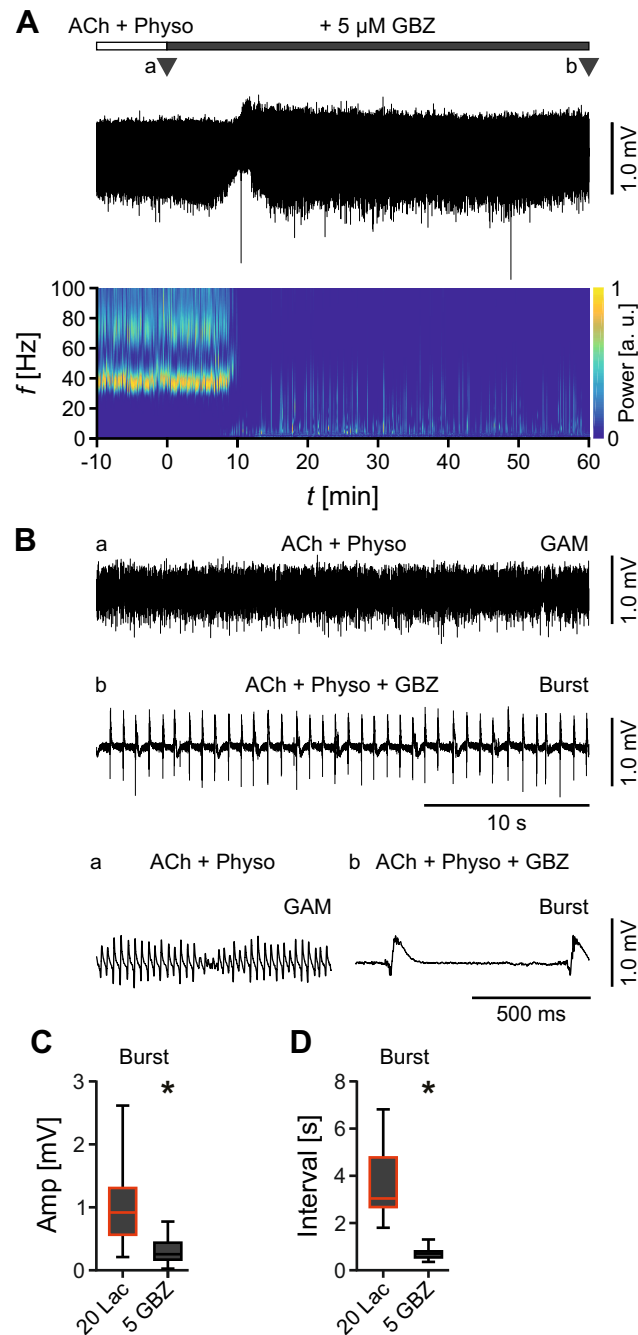 A
ACh + Physo
+ 5 µM GBZ
a
b
1.0 mV
100
80
60
40
20
0
f [Hz]
1
0
Power [a. u.]
-10 0 10 20 30 40 50 60
t [min]
B
a ACh + Physo GAM
1.0 mV
b ACh + Physo + GBZ Burst
1.0 mV
10 s
a ACh + Physo
GAM
b ACh + Physo + GBZ
Burst
1.0 mV
500 ms
C
Burst
*
3
2
1
0
Amp [mV]
20 Lac
5 GBZ
D
Burst
*
8
6
4
2
0
Interval [s]
20 Lac
5 GBZ